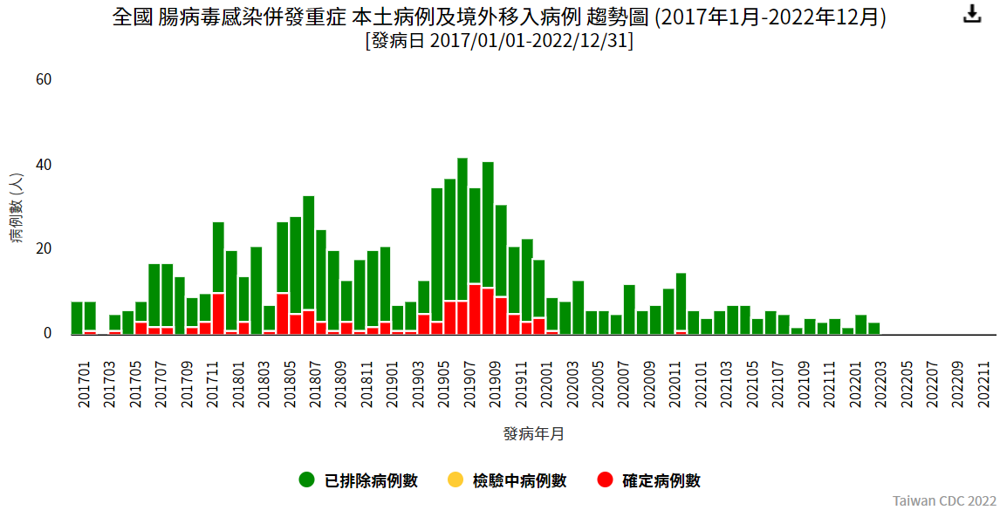 全國 腸病毒感染併發重症 本土病例及境外移入病例 趨勢圖 (2017年1月-2022年12月)
[發病日 2017/01/01-2022/12/31]
病例數 (人)
60
40
20
0
201701 201703 201705 201707 201709 201711 201801 201803 201805 201807 201809 201811 201901 201903 201905 201907 201909 201911 202001 202003 202005 202007 202009 202011 202101 202103 202105 202107 202109 202111 202201 202203 202205 202207 202209 202211
發病年月
已排除病例數 檢驗中病例數 確定病例數
Taiwan CDC 2022